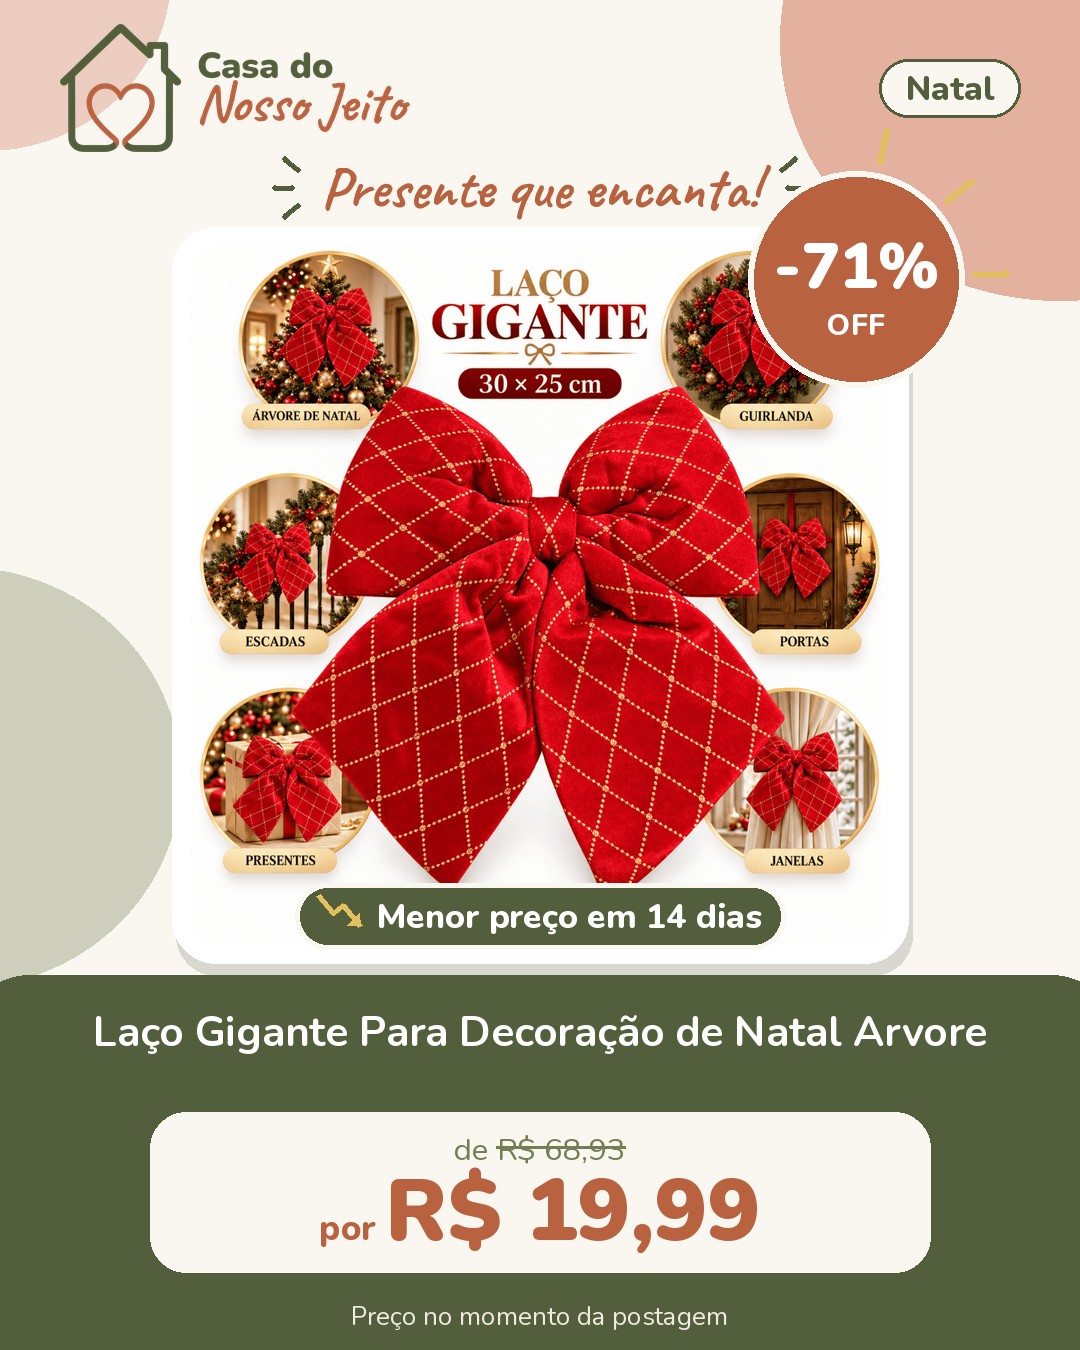 Casa do
Nosso Jeito
Natal
Presente que encanta!
-71%
OFF
LAÇO
GIGANTE
30 × 25 cm
ÁRVORE DE NATAL
GUIRLANDA
ESCADAS
PORTAS
PRESENTES
JANELAS
Menor preço em 14 dias
Laço Gigante Para Decoração de Natal Arvore
de R$ 68,93
por R$ 19,99
Preço no momento da postagem